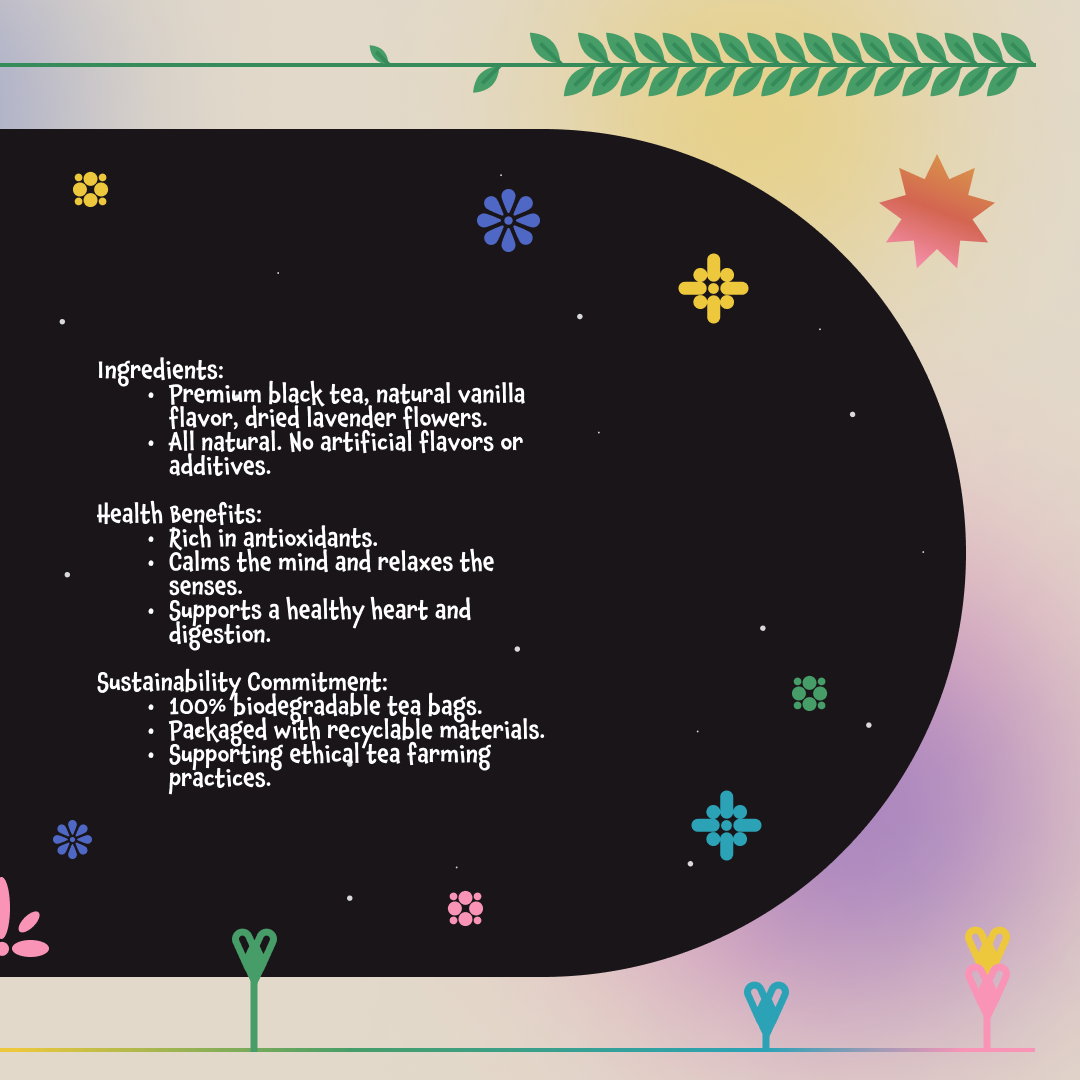 Ingredients:
• Premium black tea, natural vanilla
flavor, dried lavender flowers.
• All natural. No artificial flavors or
additives.
Health Benefits:
• Rich in antioxidants.
• Calms the mind and relaxes the
senses.
• Supports a healthy heart and
digestion.
Sustainability Commitment:
• 100% biodegradable tea bags.
• Packaged with recyclable materials.
• Supporting ethical tea farming
practices.